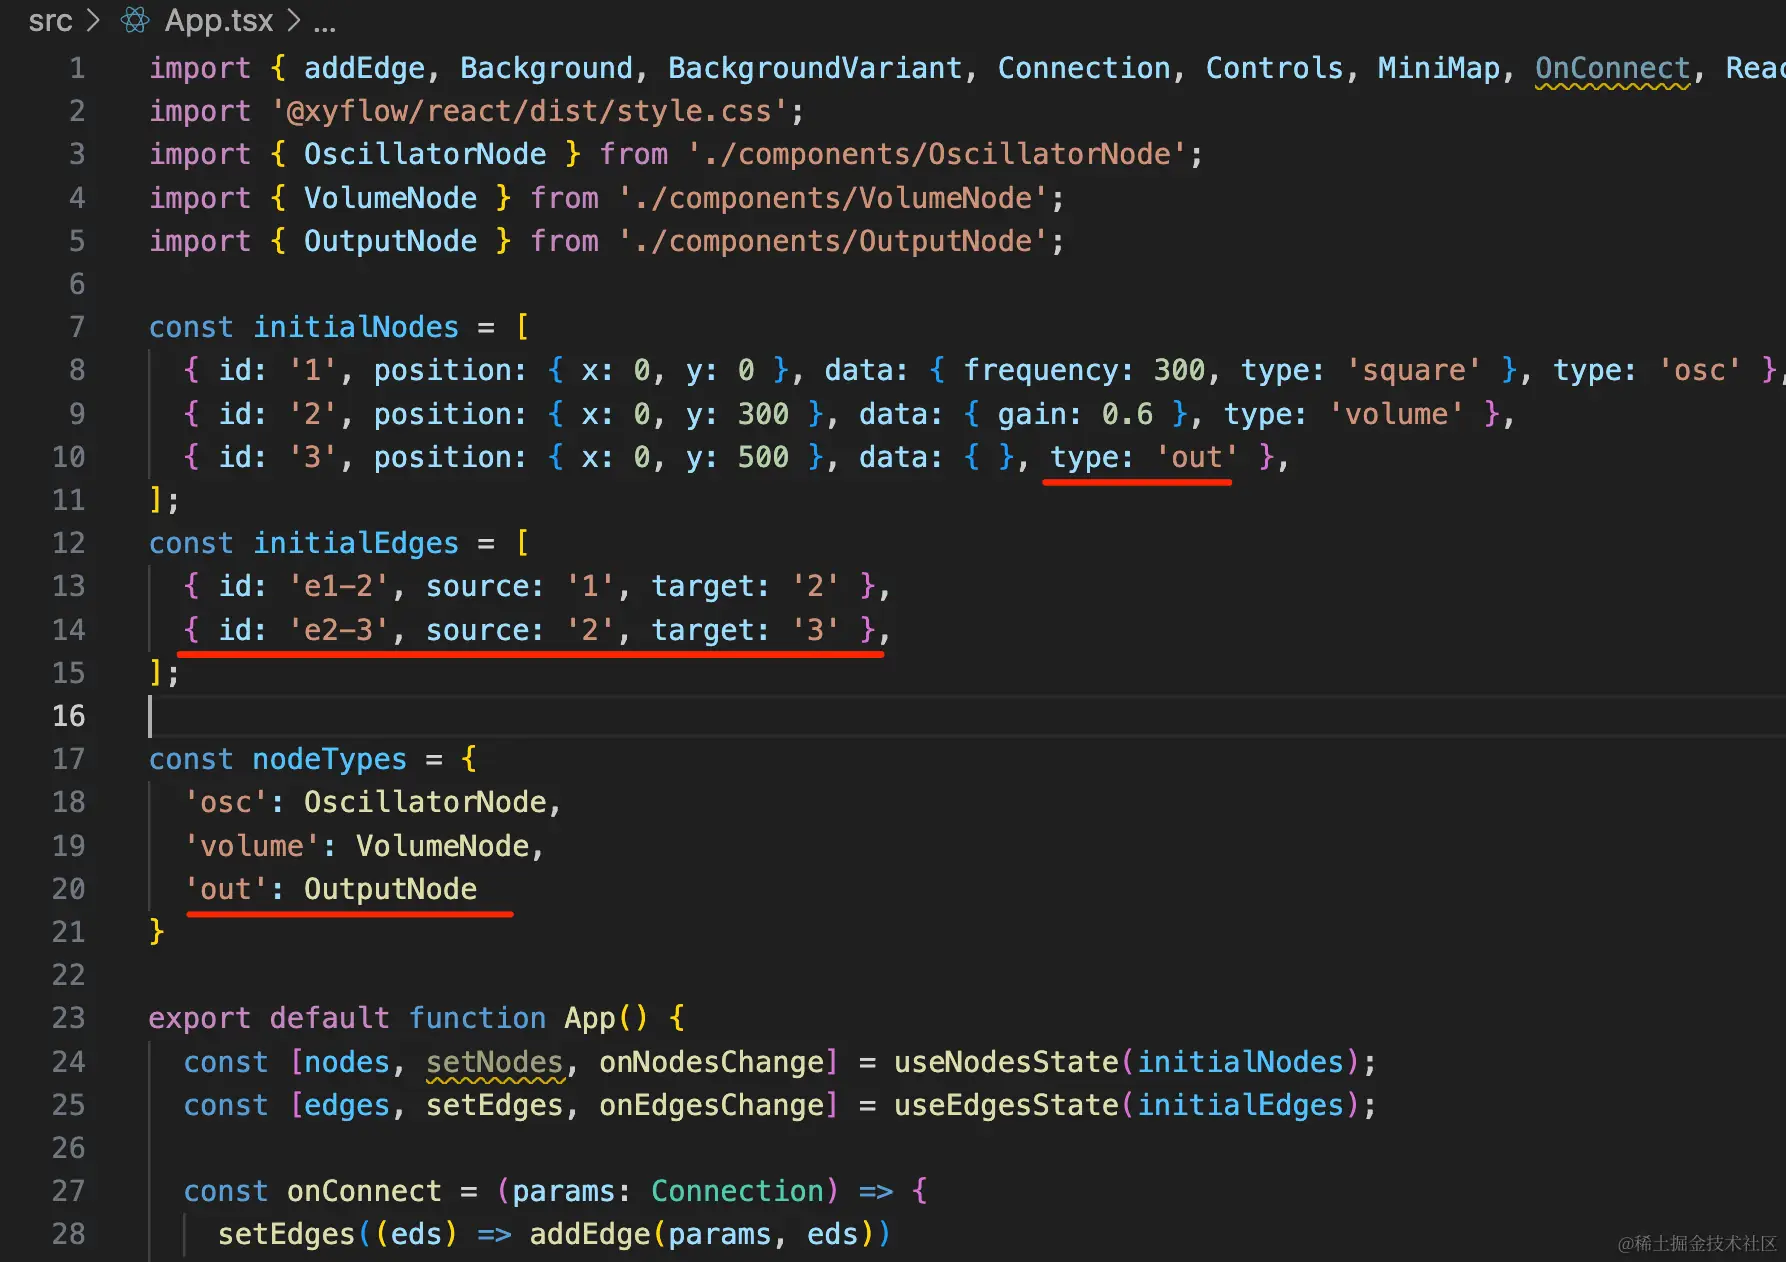 src > App.tsx > ...
1 import { addEdge, Background, BackgroundVariant, Connection, Controls, MiniMap, OnConnect,
2 import '@xyflow/react/dist/style.css';
3 import { OscillatorNode } from './components/OscillatorNode';
4 import { VolumeNode } from './components/VolumeNode';
5 import { OutputNode } from './components/OutputNode';
6
7 const initialNodes = [
8 { id: '1', position: { x: 0, y: 0 }, data: { frequency: 300, type: 'square' }, type: 'osc' },
9 { id: '2', position: { x: 0, y: 300 }, data: { gain: 0.6 }, type: 'volume' },
10 { id: '3', position: { x: 0, y: 500 }, data: { }, type: 'out' },
11 ];
12 const initialEdges = [
13 { id: 'e1-2', source: '1', target: '2' },
14 { id: 'e2-3', source: '2', target: '3' },
15 ];
16
17 const nodeTypes = {
18 'osc': OscillatorNode,
19 'volume': VolumeNode,
20 'out': OutputNode
21 }
22
23 export default function App() {
24 const [nodes, setNodes, onNodesChange] = useNodesState(initialNodes);
25 const [edges, setEdges, onEdgesChange] = useEdgesState(initialEdges);
26
27 const onConnect = (params: Connection) => {
28 setEdges((eds) => addEdge(params, eds))
@稀土掘金技术社区